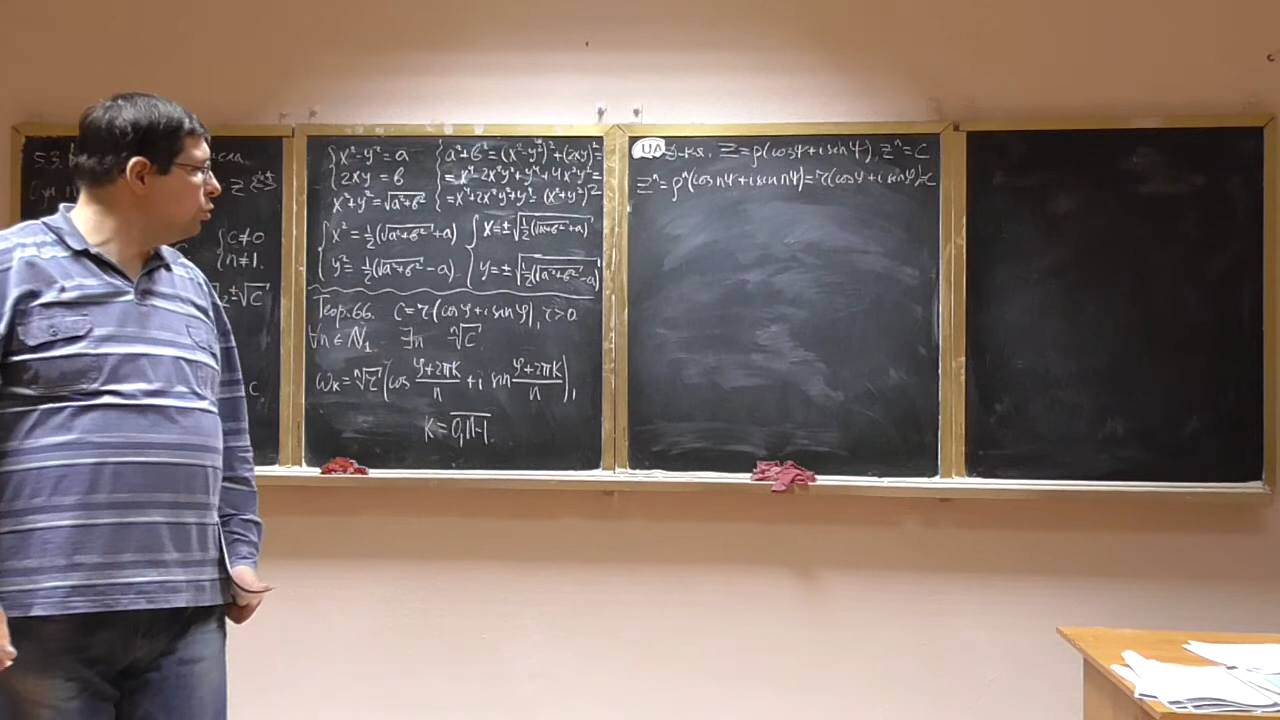 5.3.
Z
{c≠0
{n≠1.
±√c
c
{x²-y²=a
{2xy=b
x²+y²=√a²+b²
{a²+b²=(x²-y²)²+(2xy)²=
=x⁴-2x²y²+y⁴+4x²y²=
=x⁴+2x²y²+y⁴=(x²+y²)²
{x²=½(√a²+b²+a)
{y²=½(√a²+b²-a)
{x=±√½(√a²+b²+a)
{y=±√½(√a²+b²-a)
Теор.66. c=r(cosφ+i sinφ), r>0
∀n∈ℕ₁ ∃n ⁿ√c
ω_k=ⁿ√r(cos (φ+2πk)/n +i sin (φ+2πk)/n),
k=0,n-1.
Z=ρ(cosψ+i sinψ), Zⁿ=c
Zⁿ=ρⁿ(cos nψ+i sin nψ)=r(cosφ+i sinφ)=c